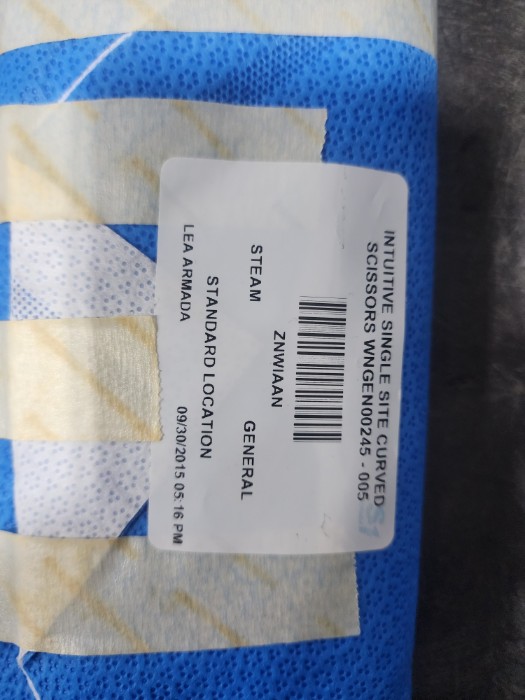 INTUITIVE SINGLE SITE CURVED
SCISSORS WNGEN00245 - 005
ZNWIAAN
STEAM GENERAL
STANDARD LOCATION
LEA ARMADA 09/30/2015 05:16 PM